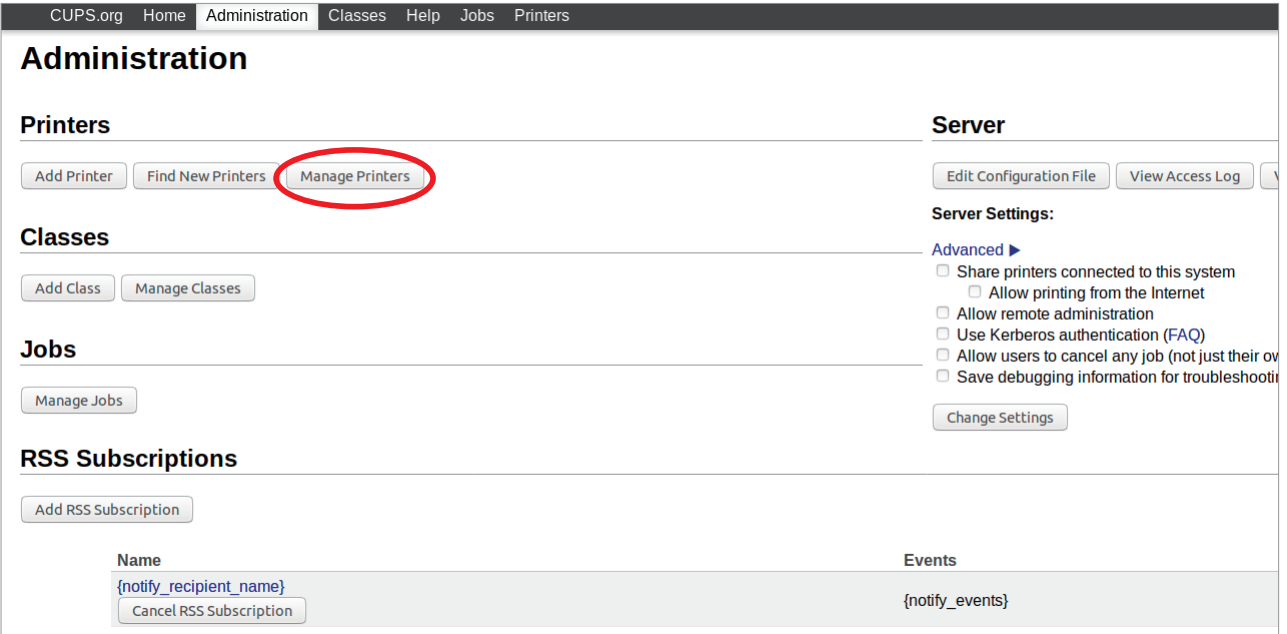 CUPS.org Home Administration Classes Help Jobs Printers
Administration
Printers
Add Printer Find New Printers Manage Printers
Classes
Add Class Manage Classes
Jobs
Manage Jobs
Server
Edit Configuration File View Access Log
Server Settings:
Advanced ▶
Share printers connected to this system
Allow printing from the Internet
Allow remote administration
Use Kerberos authentication (FAQ)
Allow users to cancel any job (not just their
Save debugging information for
Change Settings
RSS Subscriptions
Add RSS Subscription
Name Events
{notify_recipient_name}
Cancel RSS Subscription
{notify_events}